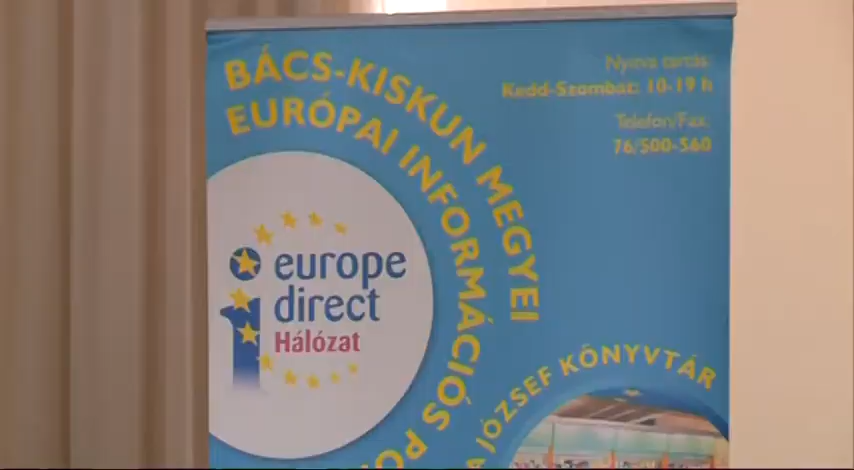 BÁCS-KISKUN MEGYEI
EURÓPAI INFORMÁCIÓS
Nyitva tartás:
Kedd-Szombat: 10-19 h
Telefon/Fax:
76/500-560
europe
direct
Hálózat
JÓZSEF KÖNYVTÁR